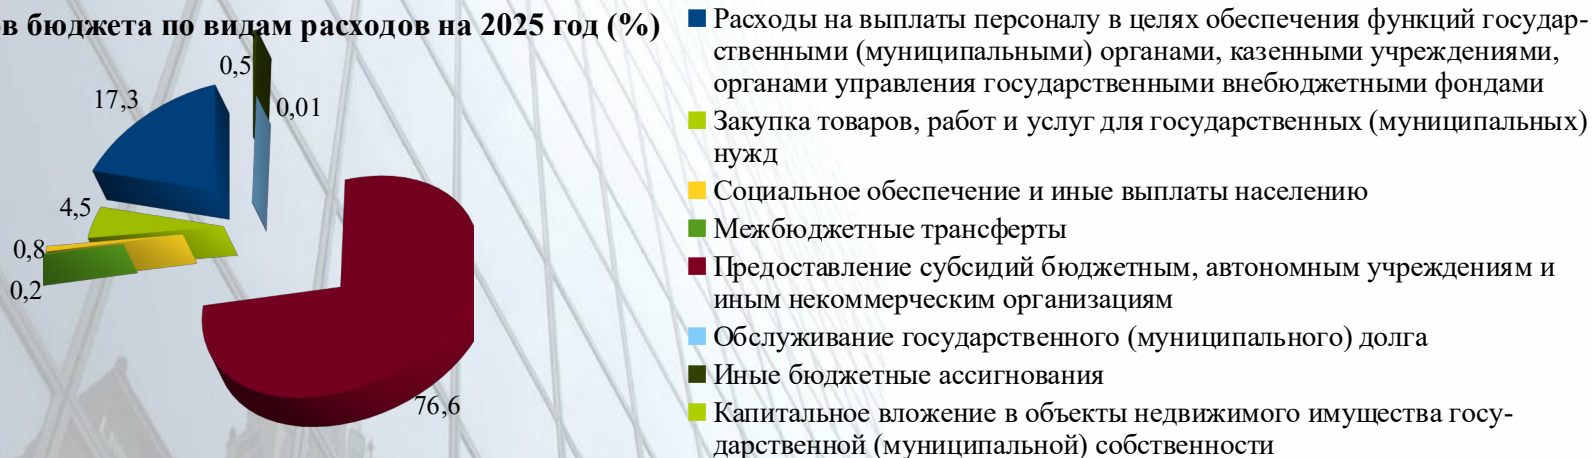 в бюджета по видам расходов на 2025 год (%)
0,5
17,3
0,01
4,5
0,8
0,2
76,6
Расходы на выплаты персоналу в целях обеспечения функций государ-
ственными (муниципальными) органами, казенными учреждениями,
органами управления государственными внебюджетными фондами
Закупка товаров, работ и услуг для государственных (муниципальных)
нужд
Социальное обеспечение и иные выплаты населению
Межбюджетные трансферты
Предоставление субсидий бюджетным, автономным учреждениям и
иным некоммерческим организациям
Обслуживание государственного (муниципального) долга
Иные бюджетные ассигнования
Капитальное вложение в объекты недвижимого имущества госу-
дарственной (муниципальной) собственности